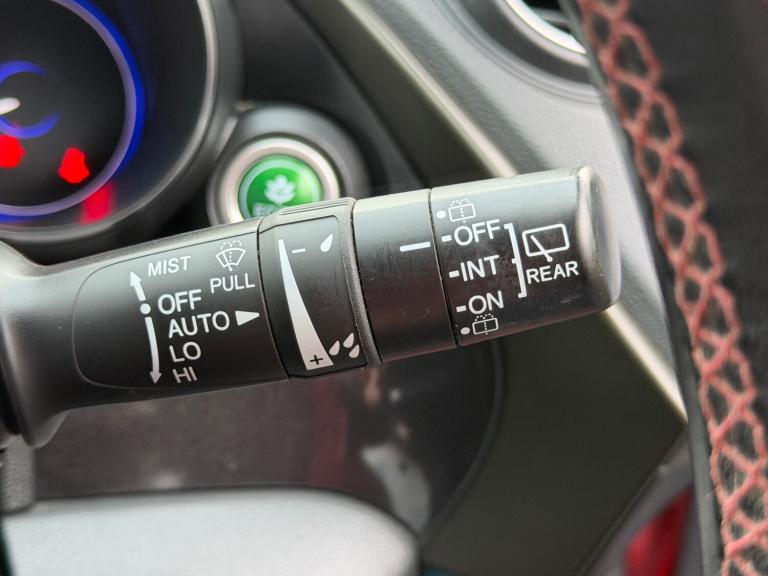 MIST
PULL
OFF
AUTO
LO
HI
-
+
-OFF
-INT
-ON
REAR